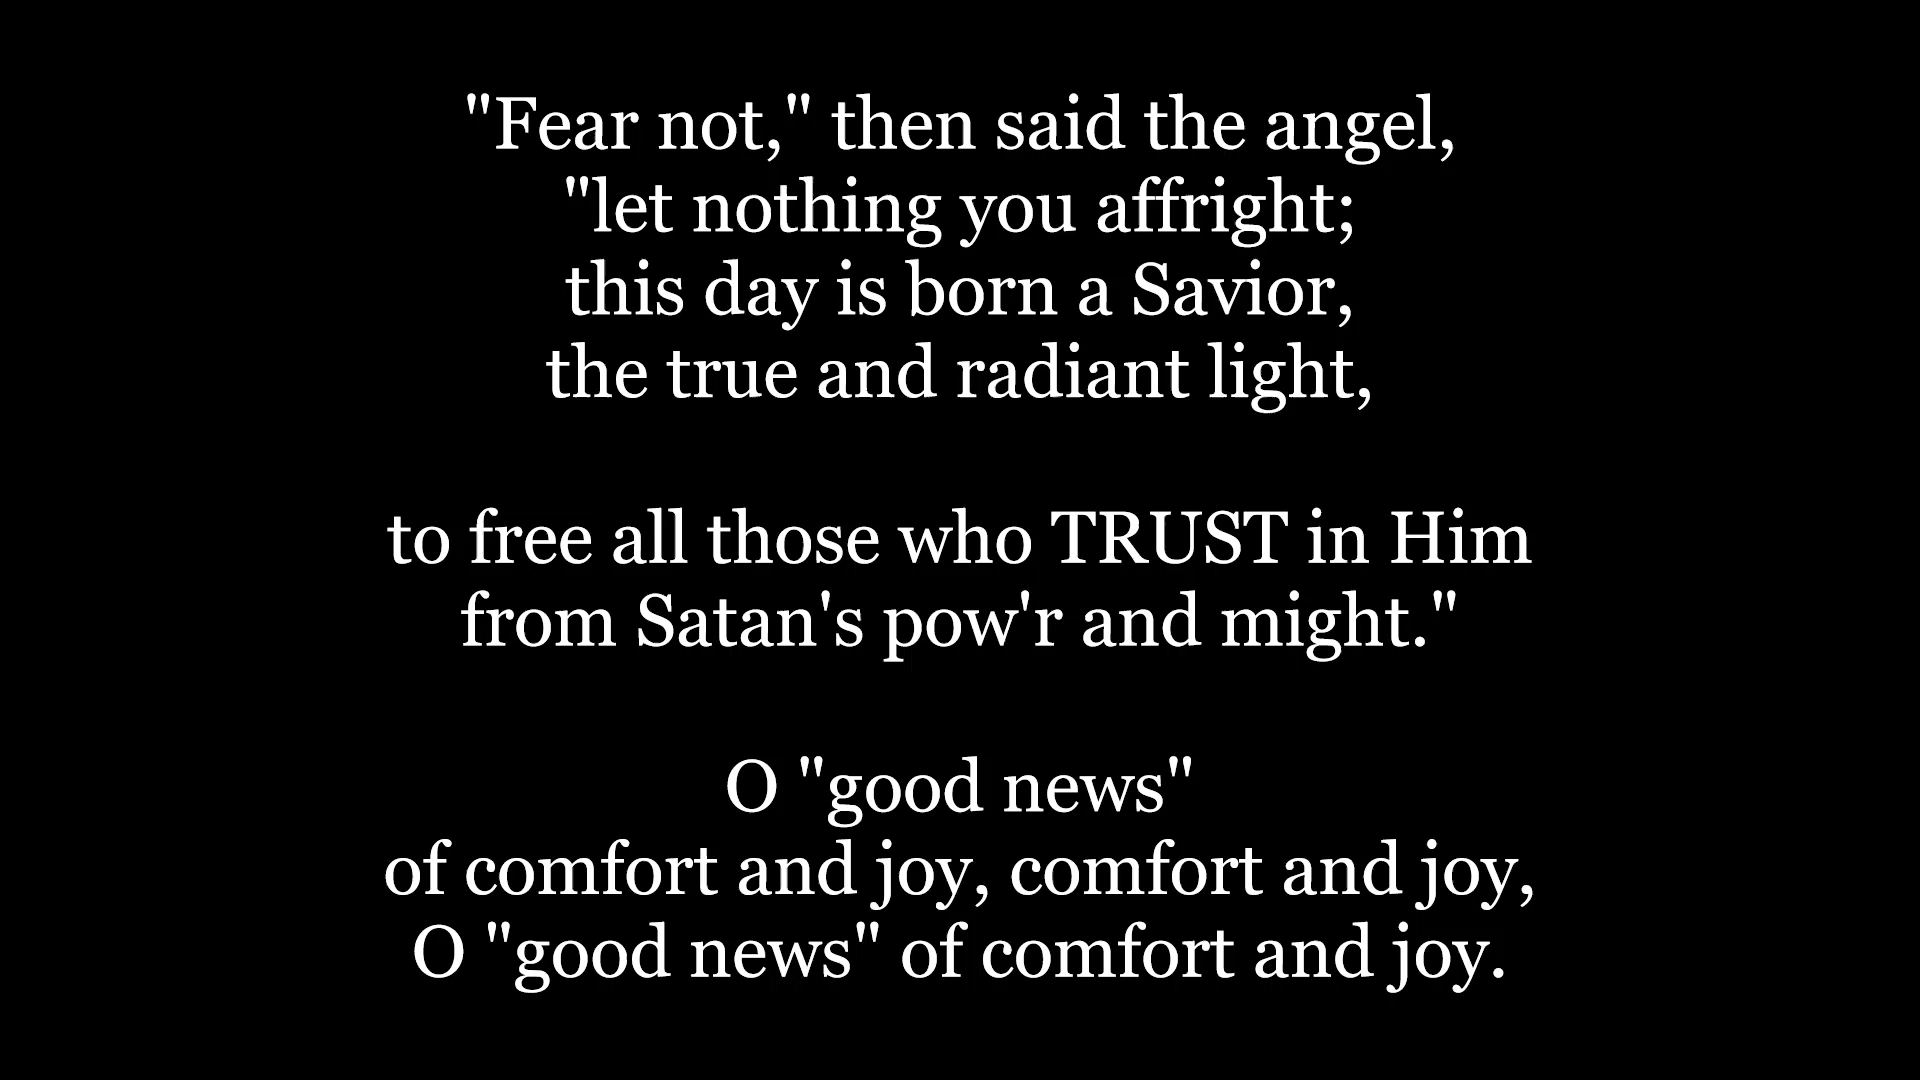 "Fear not," then said the angel,
"let nothing you affright;
this day is born a Savior,
the true and radiant light,
to free all those who TRUST in Him
from Satan's pow'r and might."
O "good news"
of comfort and joy, comfort and joy,
O "good news" of comfort and joy.